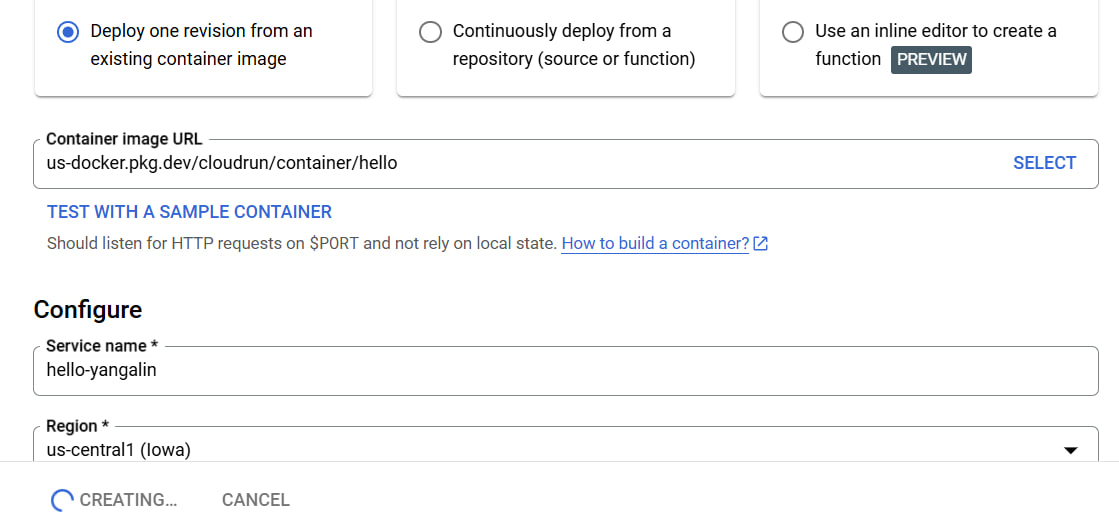 Deploy one revision from an
existing container image
Continuously deploy from a
repository (source or function)
Use an inline editor to create a
function PREVIEW
Container image URL
us-docker.pkg.dev/cloudrun/container/hello
SELECT
TEST WITH A SAMPLE CONTAINER
Should listen for HTTP requests on $PORT and not rely on local state. How to build a container?
Configure
Service name *
hello-yangalin
Region *
us-central1 (Iowa)
CREATING...
CANCEL